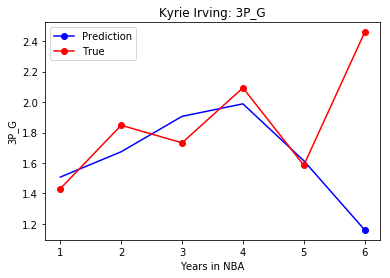 Kyrie Irving: 3P_G
Prediction
True
3P_G
2.4
2.2
2.0
1.8
1.6
1.4
1.2
1 2 3 4 5 6
Years in NBA